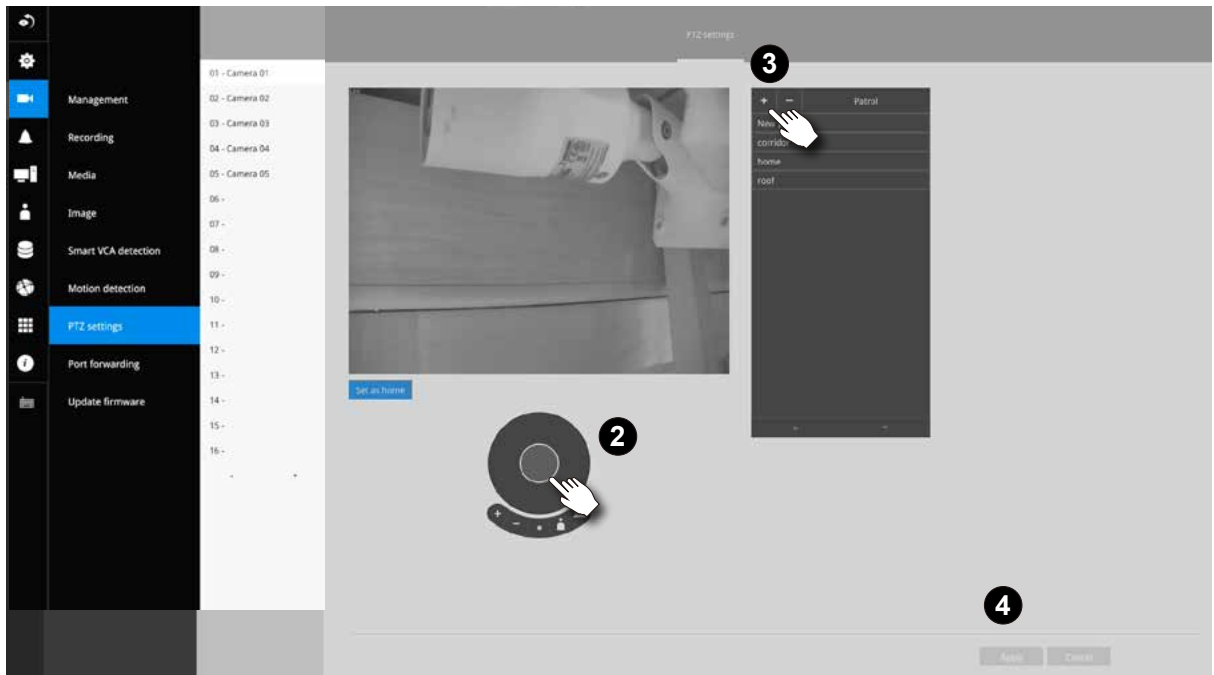 PTZ settings
3
01 - Camera 01
Management
02 - Camera 02
+ − Patrol
03 - Camera 03
New
Recording
corridor
04 - Camera 04
home
Media
05 - Camera 05
roof
06 -
Image
07 -
Smart VCA detection
08 -
09 -
Motion detection
10 -
PTZ settings
11 -
12 -
Port forwarding
13 -
Set as home
Update firmware
14 -
15 -
2
16 -
+ −
4
Apply Cancel